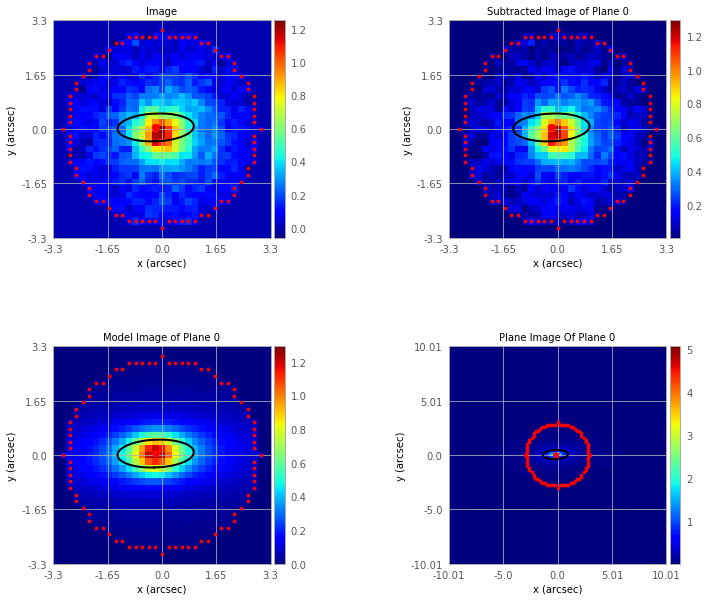 Image
3.3
1.65
0.0
-1.65
-3.3
y (arcsec)
-3.3 -1.65 0.0 1.65 3.3
x (arcsec)
1.2
1.0
0.8
0.6
0.4
0.2
0.0
Subtracted Image of Plane 0
3.3
1.65
0.0
-1.65
-3.3
y (arcsec)
-3.3 -1.65 0.0 1.65 3.3
x (arcsec)
1.2
1.0
0.8
0.6
0.4
0.2
Model Image of Plane 0
3.3
1.65
0.0
-1.65
-3.3
y (arcsec)
-3.3 -1.65 0.0 1.65 3.3
x (arcsec)
1.2
1.0
0.8
0.6
0.4
0.2
0.0
Plane Image Of Plane 0
10.01
5.01
0.0
-5.0
-10.01
y (arcsec)
-10.01 -5.0 0.0 5.01 10.01
x (arcsec)
5
4
3
2
1